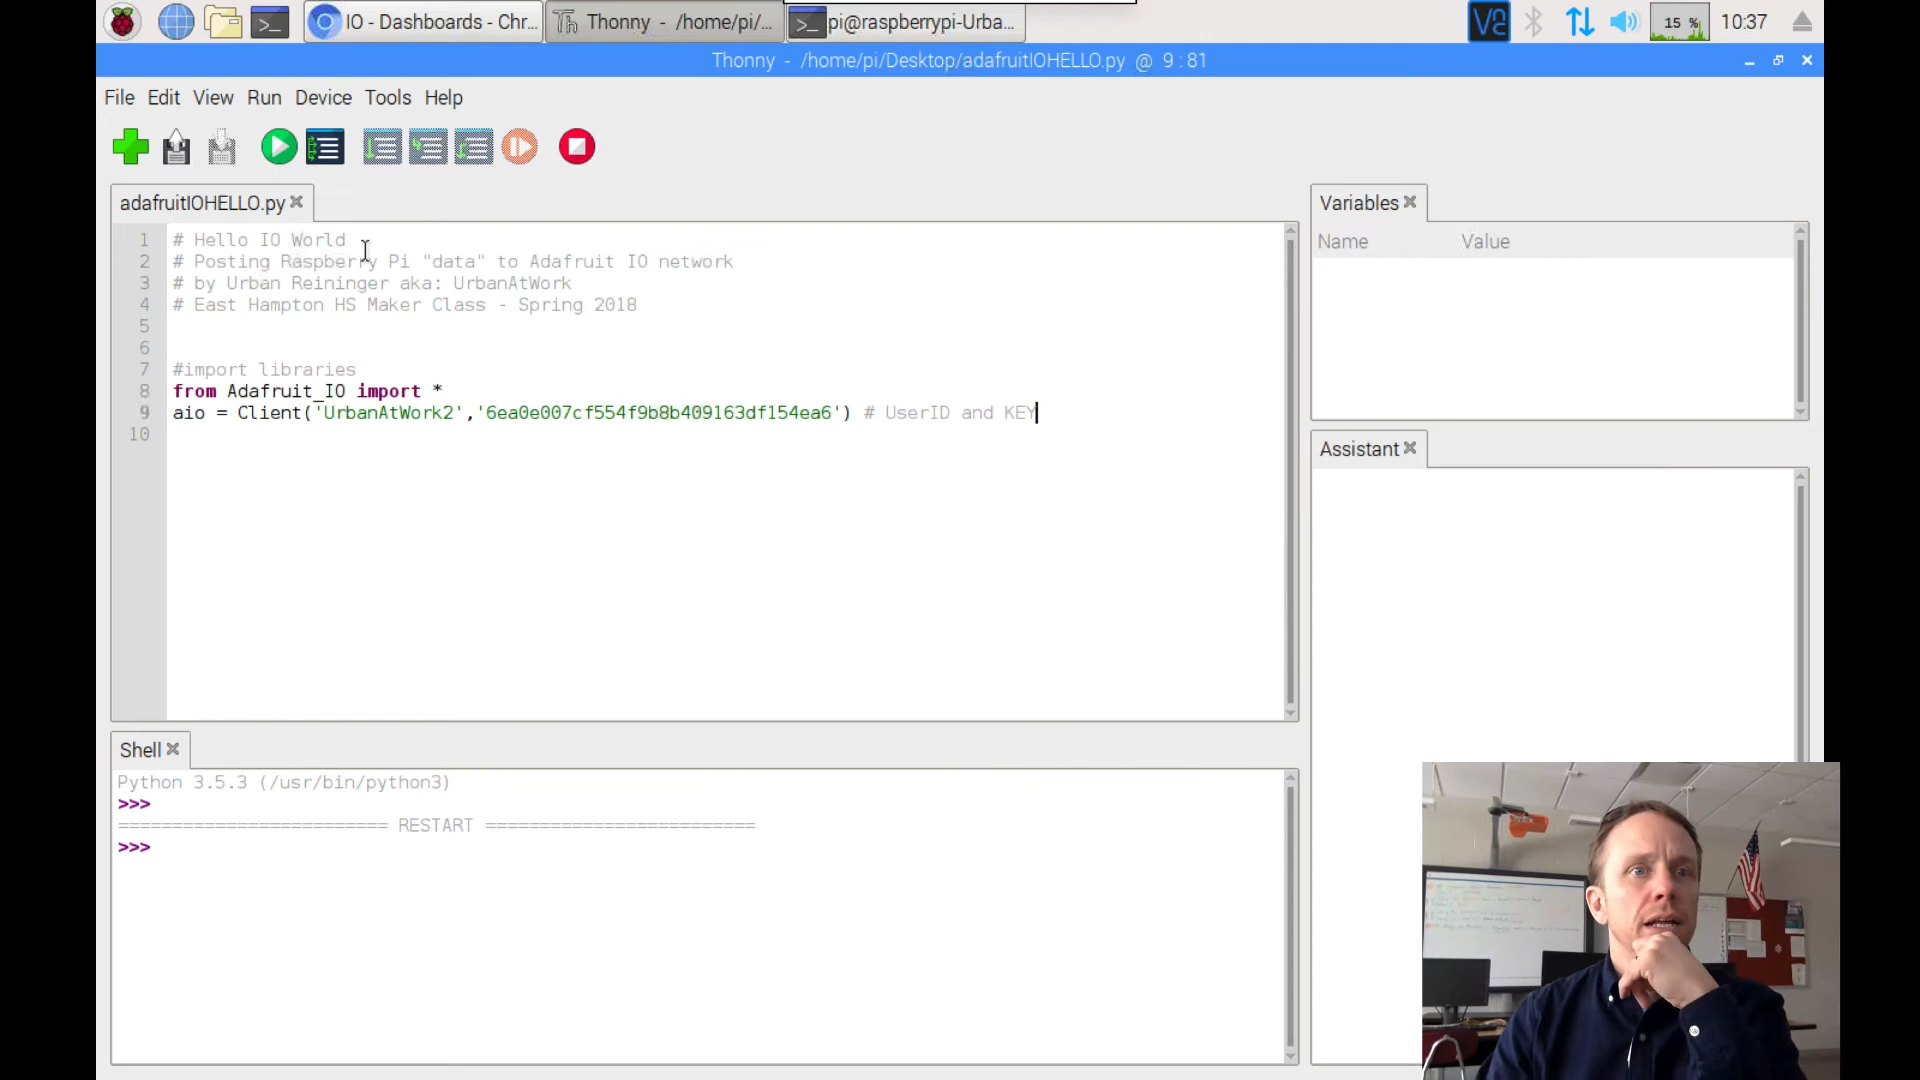 IO - Dashboards - Chr...
Thonny - /home/pi/...
pi@raspberrypi-Urba...
15 %
10:37
Thonny - /home/pi/Desktop/adafruitIOHELLO.py @ 9 : 81
File Edit View Run Device Tools Help
adafruitIOHELLO.py
1 # Hello IO World
2 # Posting Raspberry Pi "data" to Adafruit IO network
3 # by Urban Reininger aka: UrbanAtWork
4 # East Hampton HS Maker Class - Spring 2018
5
6
7 #import libraries
8 from Adafruit_IO import *
9 aio = Client('UrbanAtWork2','6ea0e007cf554f9b8b409163df154ea6') # UserID and KEY
10
Variables
Name Value
Assistant
Shell
Python 3.5.3 (/usr/bin/python3)
>>>
========================= RESTART =========================
>>>